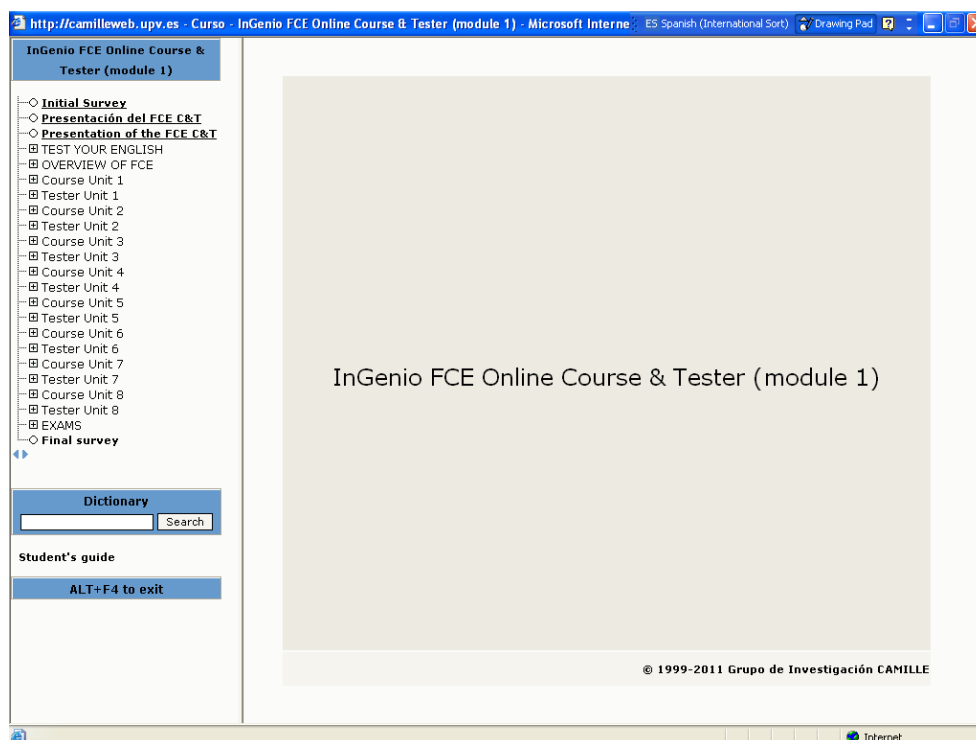 http://camilleweb.upv.es - Curso - InGenio FCE Online Course & Tester (module 1) - Microsoft Interne
ES Spanish (International Sort) Drawing Pad
InGenio FCE Online Course &
Tester (module 1)
Initial Survey
Presentación del FCE C&T
Presentation of the FCE C&T
TEST YOUR ENGLISH
OVERVIEW OF FCE
Course Unit 1
Tester Unit 1
Course Unit 2
Tester Unit 2
Course Unit 3
Tester Unit 3
Course Unit 4
Tester Unit 4
Course Unit 5
Tester Unit 5
Course Unit 6
Tester Unit 6
Course Unit 7
Tester Unit 7
Course Unit 8
Tester Unit 8
EXAMS
Final survey
Dictionary
Search
Student's guide
ALT+F4 to exit
InGenio FCE Online Course & Tester (module 1)
© 1999-2011 Grupo de Investigación CAMILLE
Internet